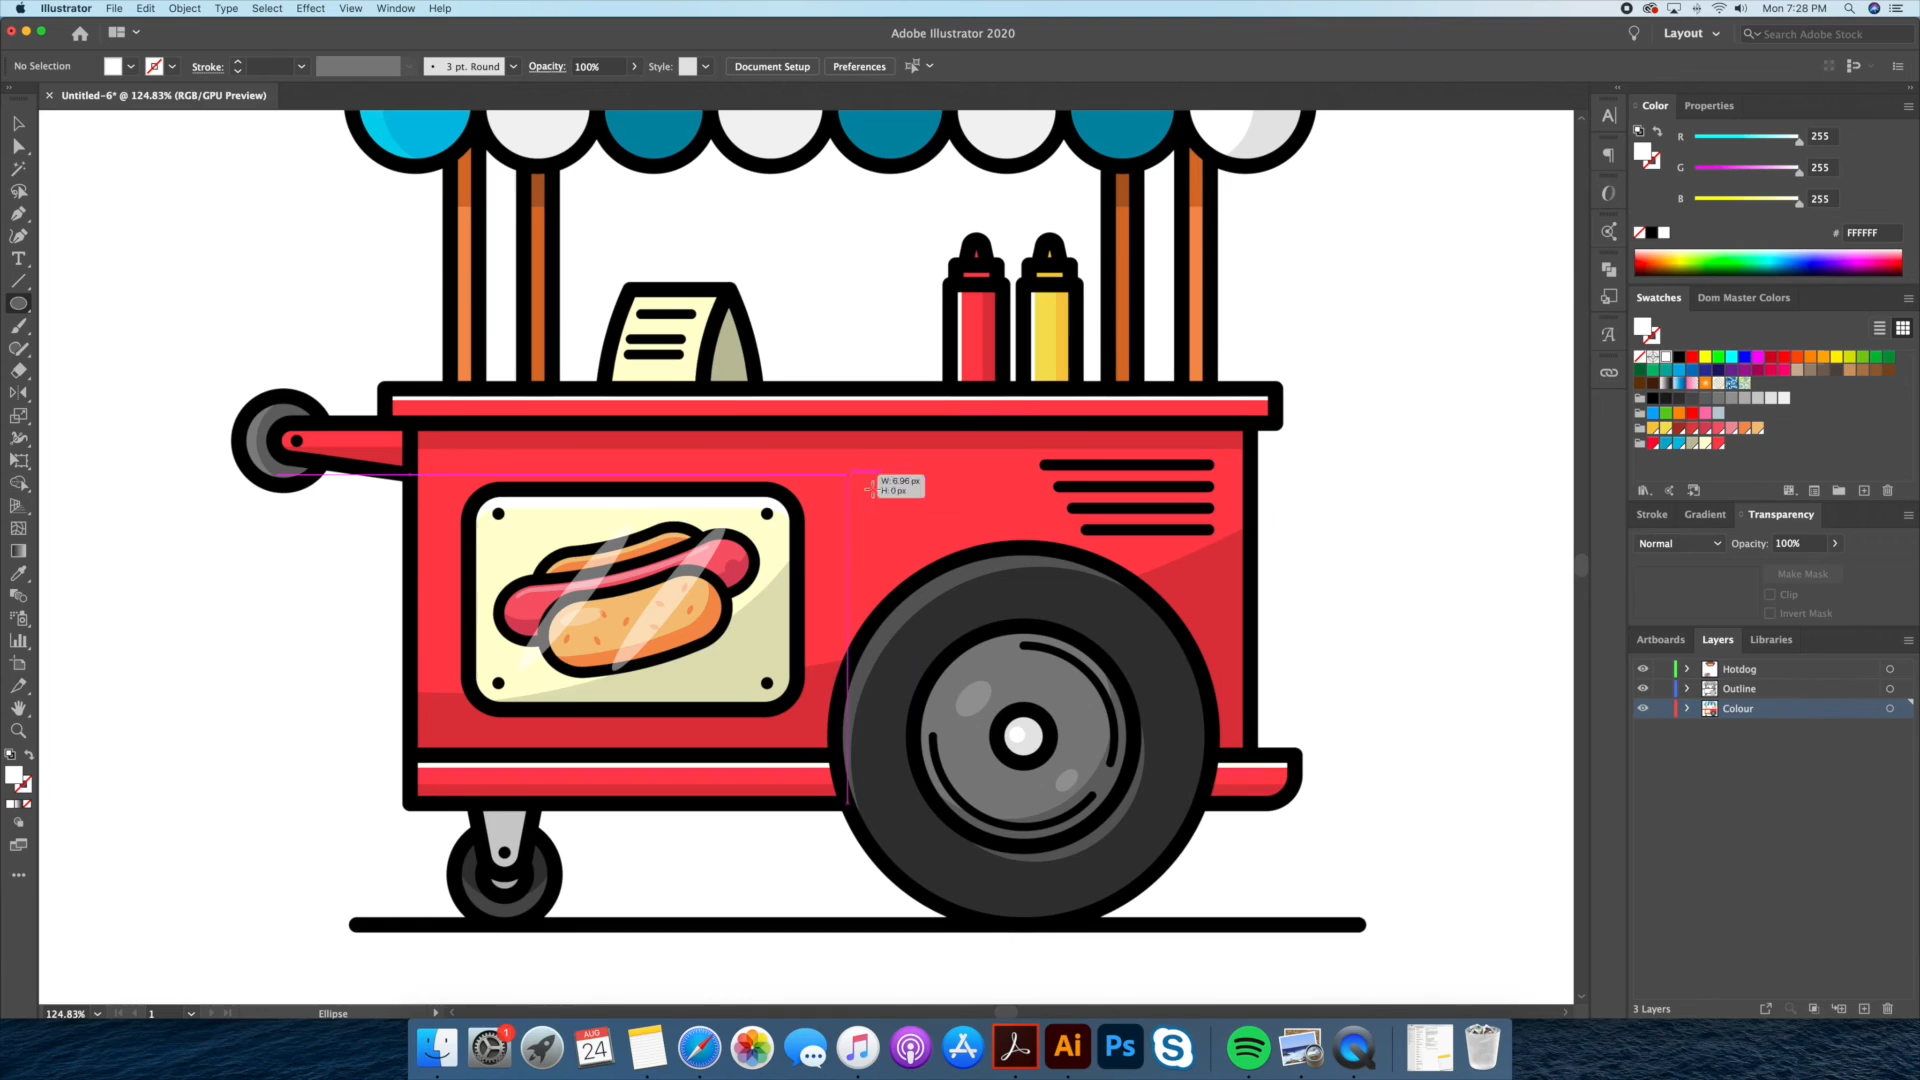 Illustrator File Edit Object Type Select Effect View Window Help
Mon 7:28 PM
Adobe Illustrator 2020
Layout
Search Adobe Stock
No Selection
Stroke:
3 pt. Round
Opacity: 100%
Style:
Document Setup
Preferences
Untitled-6* @ 124.83% (RGB/GPU Preview)
Color Properties
R 255
G 255
B 255
# FFFFFF
Swatches Dom Master Colors
W: 6.96 px
H: 0 px
Stroke Gradient Transparency
Normal Opacity: 100%
Make Mask
Clip
Invert Mask
Artboards Layers Libraries
Hotdog
Outline
Colour
3 Layers
124.83% 1 Ellipse
1
AUG
24
Ai
Ps